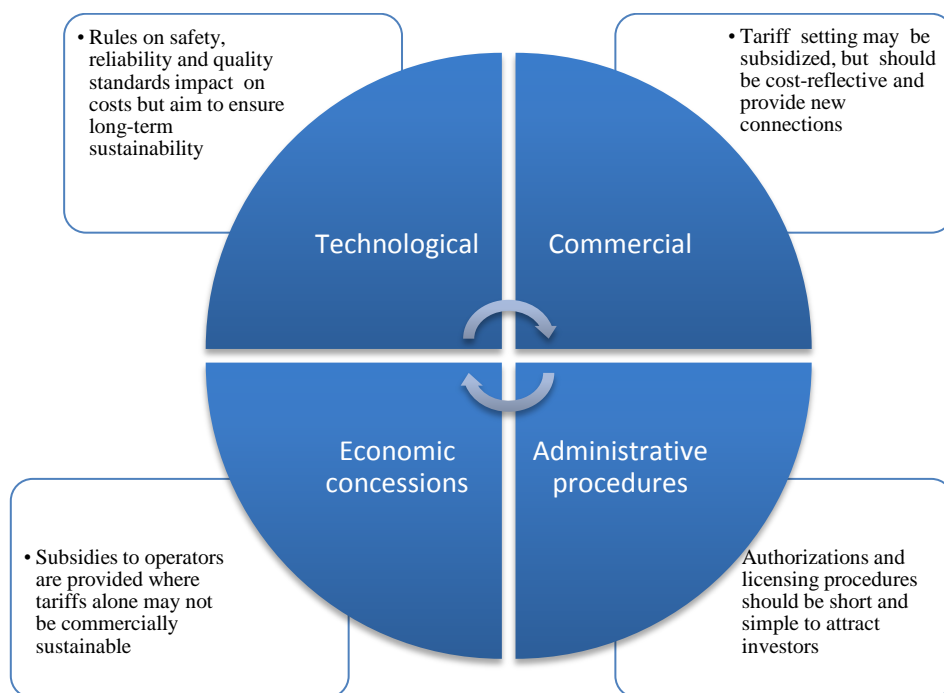 • Rules on safety,
reliability and quality
standards impact on
costs but aim to ensure
long-term
sustainability
• Tariff setting may be
subsidized, but should
be cost-reflective and
provide new
connections
Technological
Commercial
Economic
concessions
Administrative
procedures
• Subsidies to operators
are provided where
tariffs alone may not
be commercially
sustainable
Authorizations and
licensing procedures
should be short and
simple to attract
investors